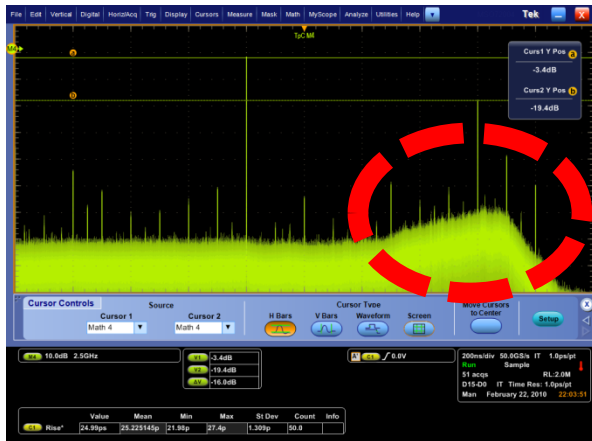 File Edit Vertical Digital Horiz/Acq Trig Display Cursors Measure Mask Math MyScope Analyze Utilities Help Tek X
TpC M4
M4
a
Curs1 Y Pos a
-3.4dB
Curs2 Y Pos b
-19.4dB
b
Cursor Controls X
Source
Cursor 1 Cursor 2
Math 4 Math 4
Cursor Type
H Bars V Bars Waveform Screen
Move Cursors
to Center
Setup
M4 10.0dB 2.5GHz
V1 -3.4dB
V2 -19.4dB
ΔV -16.0dB
A' C1 / 0.0V
200ns/div 50.0GS/s IT 1.0ps/pt
Run Sample
51 acqs RL:2.0M
D15-D0 IT Time Res: 1.0ps/pt
Man February 22, 2010 22:03:51
Value Mean Min Max St Dev Count Info
C1 Rise* 24.99ps 25.225145p 21.98p 27.4p 1.309p 50.0